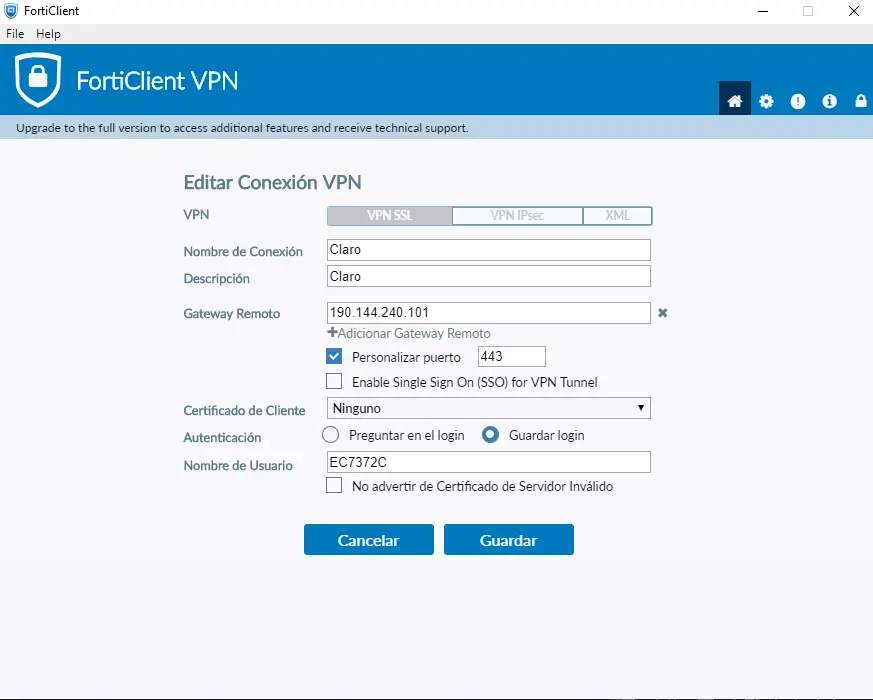 FortiClient
File Help
FortiClient VPN
Upgrade to the full version to access additional features and receive technical support.
Editar Conexión VPN
VPN VPN SSL VPN IPsec XML
Nombre de Conexión Claro
Descripción Claro
Gateway Remoto 190.144.240.101
Adicionar Gateway Remoto
Personalizar puerto 443
Enable Single Sign On (SSO) for VPN Tunnel
Certificado de Cliente Ninguno
Autenticación Preguntar en el login Guardar login
Nombre de Usuario EC7372C
No advertir de Certificado de Servidor Inválido
Cancelar Guardar